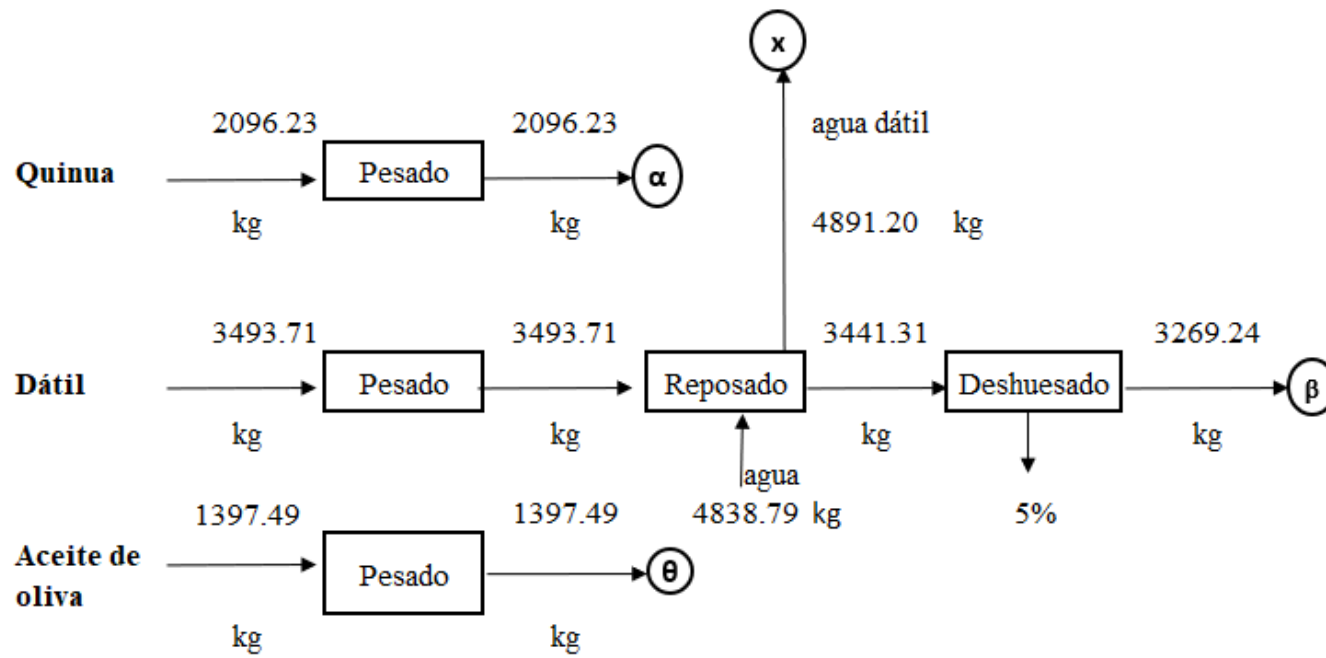 x
2096.23 2096.23 agua dátil
Quinua Pesado α
kg kg 4891.20 kg
3493.71 3493.71 3441.31 3269.24
Dátil Pesado Reposado Deshuesado β
kg kg kg kg
agua
1397.49 1397.49 4838.79 kg 5%
Aceite de
oliva Pesado θ
kg kg